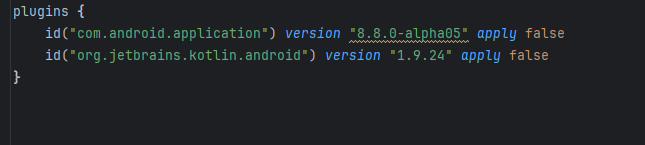 plugins {
id("com.android.application") version "8.8.0-alpha05" apply false
id("org.jetbrains.kotlin.android") version "1.9.24" apply false
}